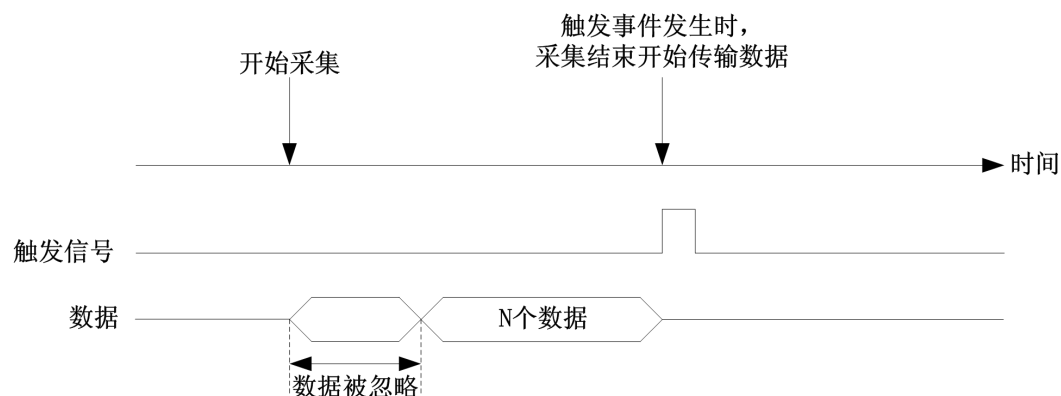 触发事件发生时，
采集结束开始传输数据
开始采集
时间
触发信号
数据
N个数据
数据被忽略